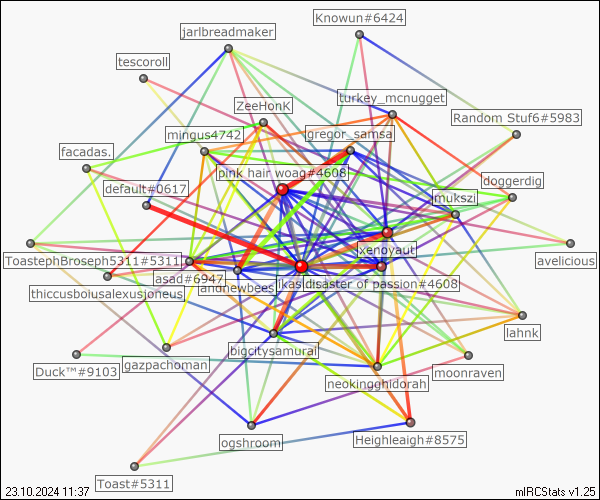 Knowun#6424
jarlbreadmaker
tescoroll
turkey_mcnugget
ZeeHonK
Random Stuf6#5983
mingus4742
gregor_samsa
facadas.
pink hair woag#4608
doggerdig
default#0617
mukszi
xenoyaut
ToastephBroseph5311#5311
avelicious
asad#6947
andrewbees
disaster of passion#4608
thiccusboiusalexusjoneus
lahnk
bigcitysamurai
Duck™#9103
gazpachoman
moonraven
neokingghidorah
ogshroom
Heighleaigh#8575
Toast#5311
23.10.2024 11:37
mIRCStats v1.25